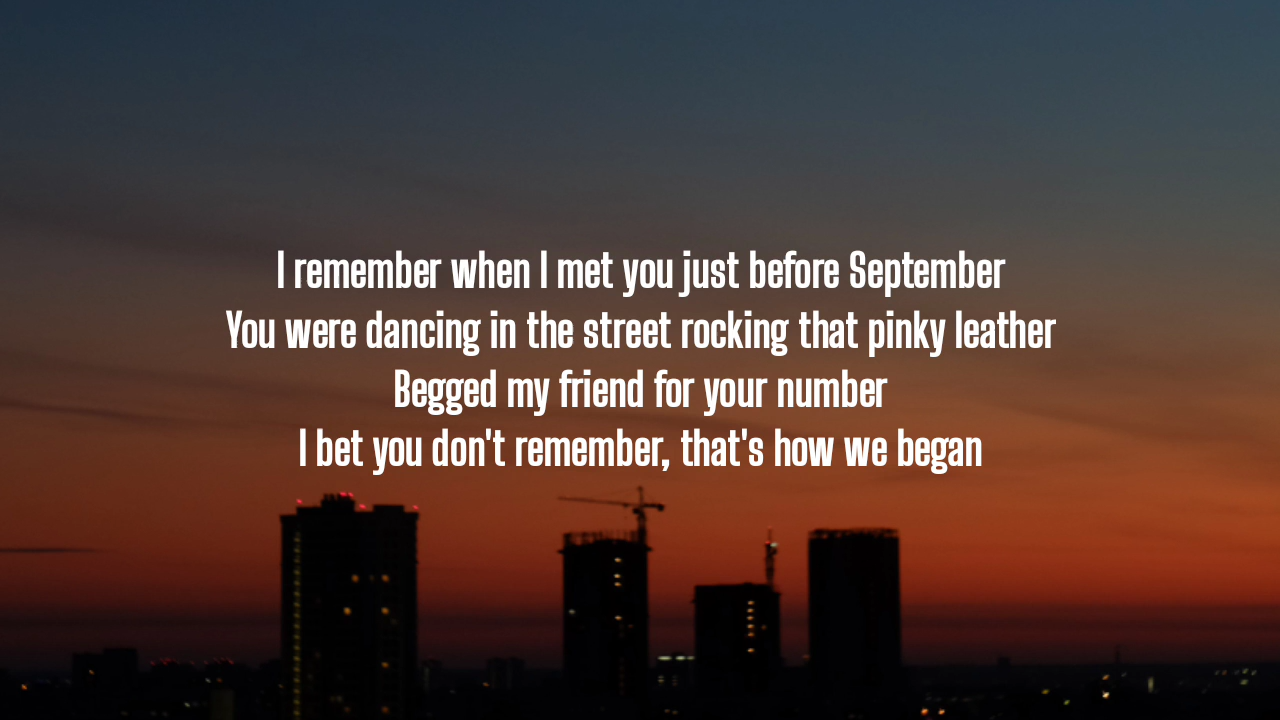 I remember when I met you just before September
You were dancing in the street rocking that pinky leather
Begged my friend for your number
I bet you don't remember, that's how we began